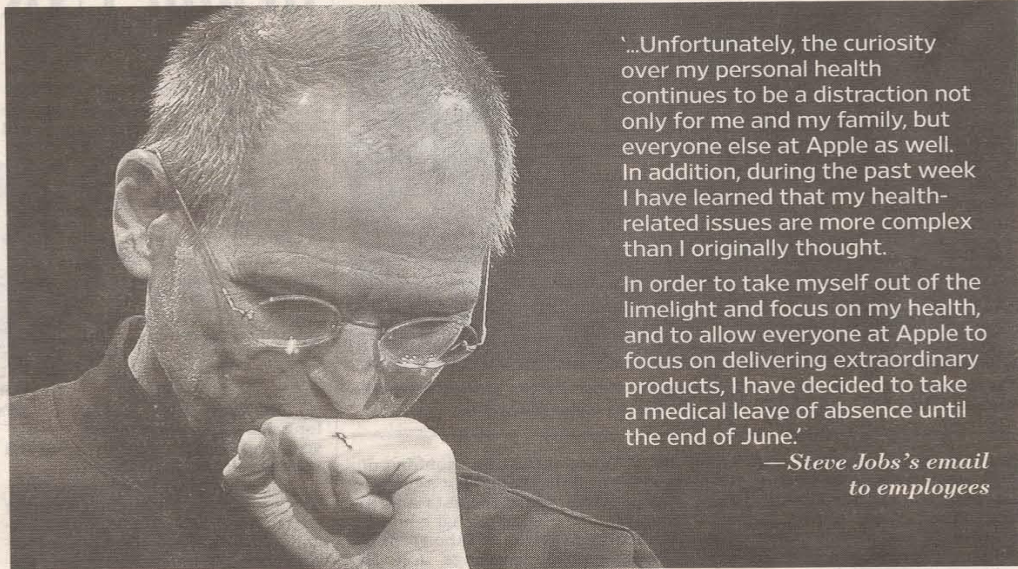 ‘...Unfortunately, the curiosity
over my personal health
continues to be a distraction not
only for me and my family, but
everyone else at Apple as well.
In addition, during the past week
I have learned that my health-
related issues are more complex
than I originally thought.
In order to take myself out of the
limelight and focus on my health,
and to allow everyone at Apple to
focus on delivering extraordinary
products, I have decided to take
a medical leave of absence until
the end of June.’
—Steve Jobs’s email
to employees